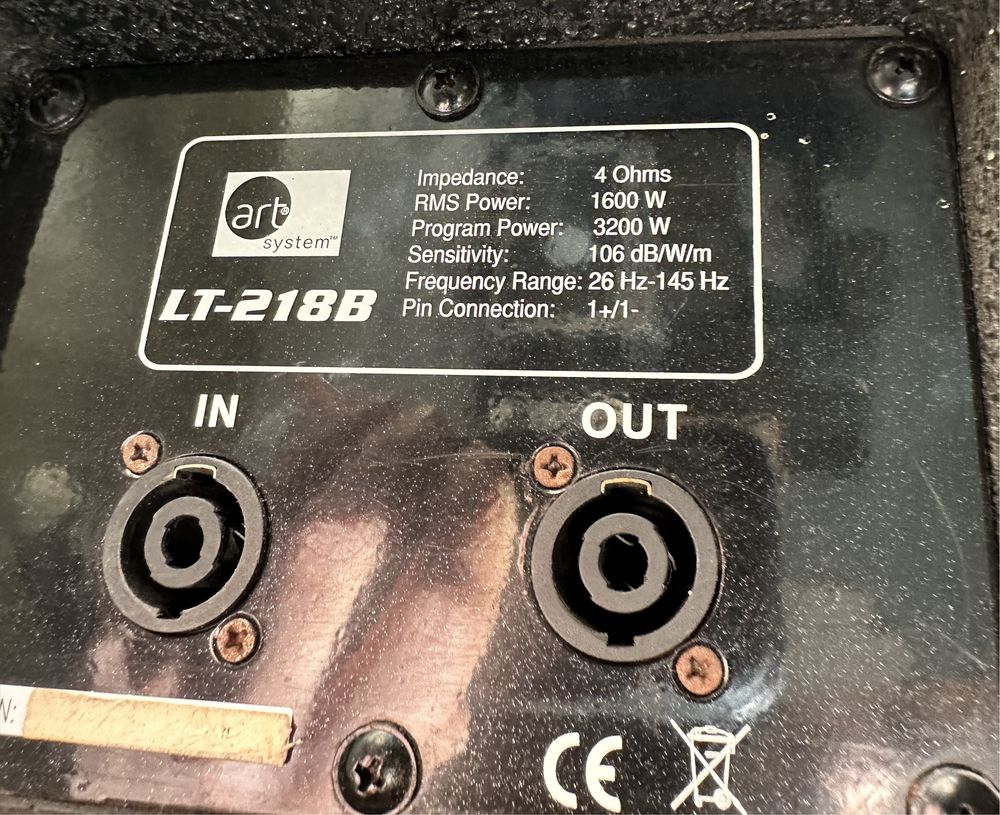 art®
system™
LT-218B
Impedance: 4 Ohms
RMS Power: 1600 W
Program Power: 3200 W
Sensitivity: 106 dB/W/m
Frequency Range: 26 Hz-145 Hz
Pin Connection: 1+/1-
IN
OUT
N:
CE